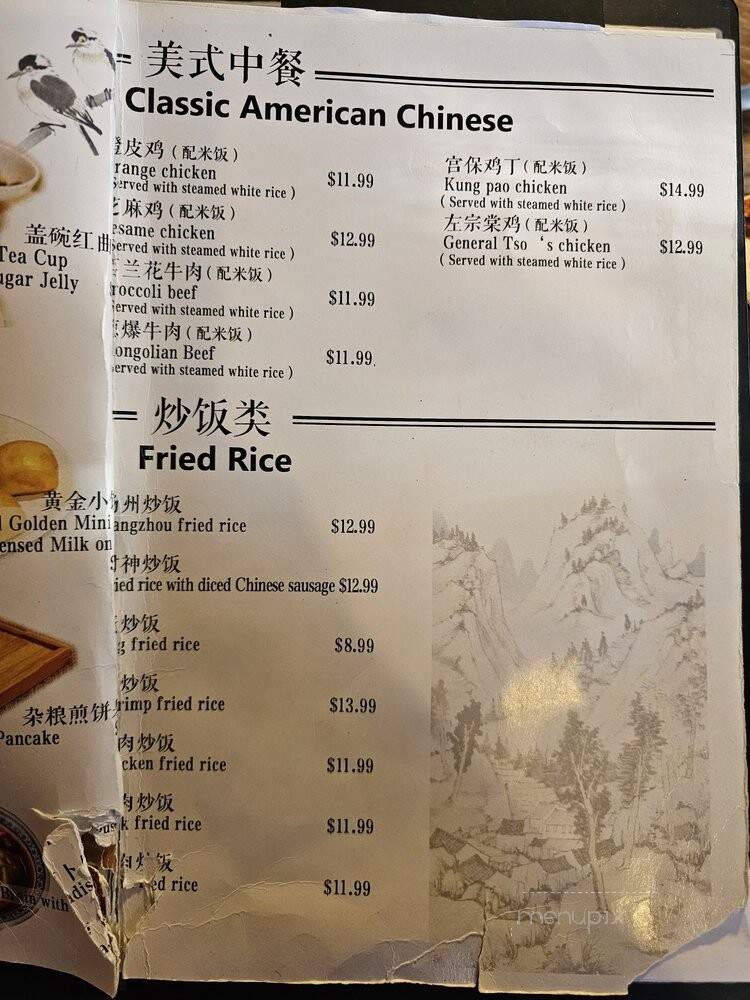 美式中餐
Classic American Chinese
皮鸡 (配米饭)
range chicken $11.99
Served with steamed white rice )
麻鸡 (配米饭)
esame chicken $12.99
Served with steamed white rice )
兰花牛肉 (配米饭)
roccoli beef $11.99
Served with steamed white rice )
爆牛肉 (配米饭)
ongolian Beef $11.99
Served with steamed white rice )
宫保鸡丁 (配米饭)
Kung pao chicken $14.99
( Served with steamed white rice )
左宗棠鸡 (配米饭)
General Tso ‘s chicken $12.99
( Served with steamed white rice )
炒饭类
Fried Rice
州炒饭
angzhou fried rice $12.99
神炒饭
ried rice with diced Chinese sausage $12.99
炒饭
g fried rice $8.99
炒饭
rimp fried rice $13.99
肉炒饭
cken fried rice $11.99
肉炒饭
k fried rice $11.99
肉炒饭
ed rice $11.99
盖碗红曲
Tea Cup
ugar Jelly
黄金小
Golden Mini
ensed Milk on
杂粮煎饼
Pancake
with
menupix